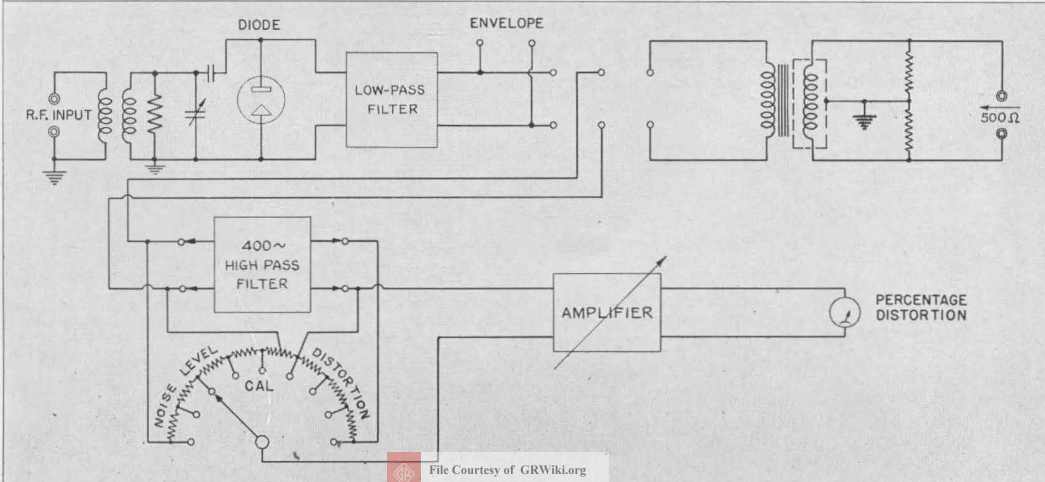 DIODE
ENVELOPE
R.F. INPUT
LOW-PASS
FILTER
500Ω
400~
HIGH PASS
FILTER
AMPLIFIER
PERCENTAGE
DISTORTION
NOISE LEVEL
CAL
DISTORTION
GR
File Courtesy of GRWiki.org